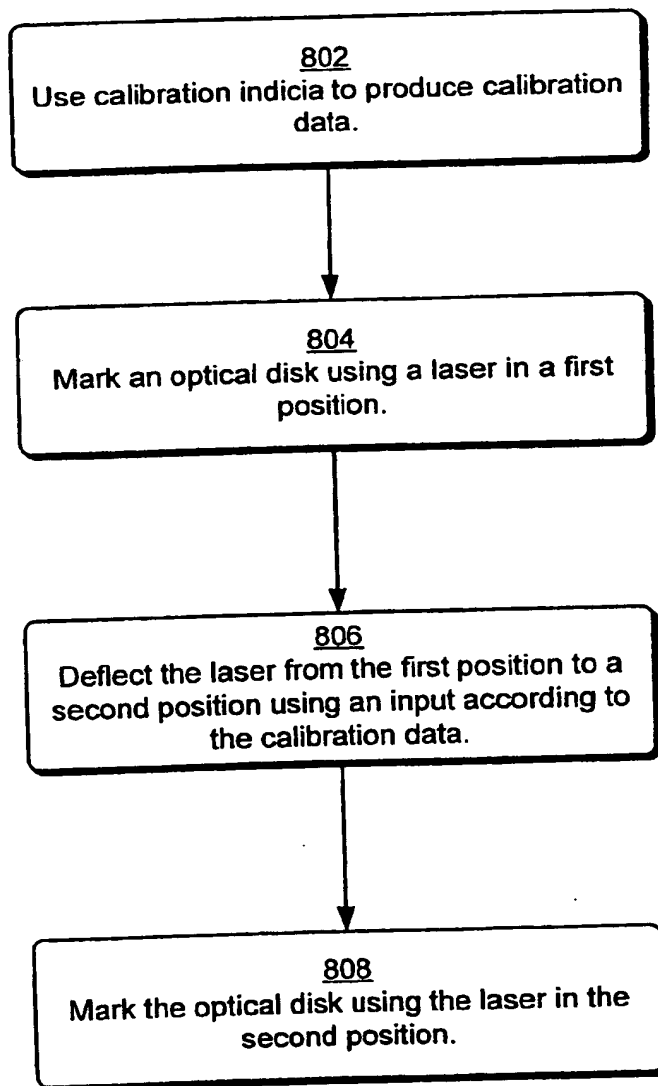 802
Use calibration indicia to produce calibration
data.
804
Mark an optical disk using a laser in a first
position.
806
Deflect the laser from the first position to a
second position using an input according to
the calibration data.
808
Mark the optical disk using the laser in the
second position.